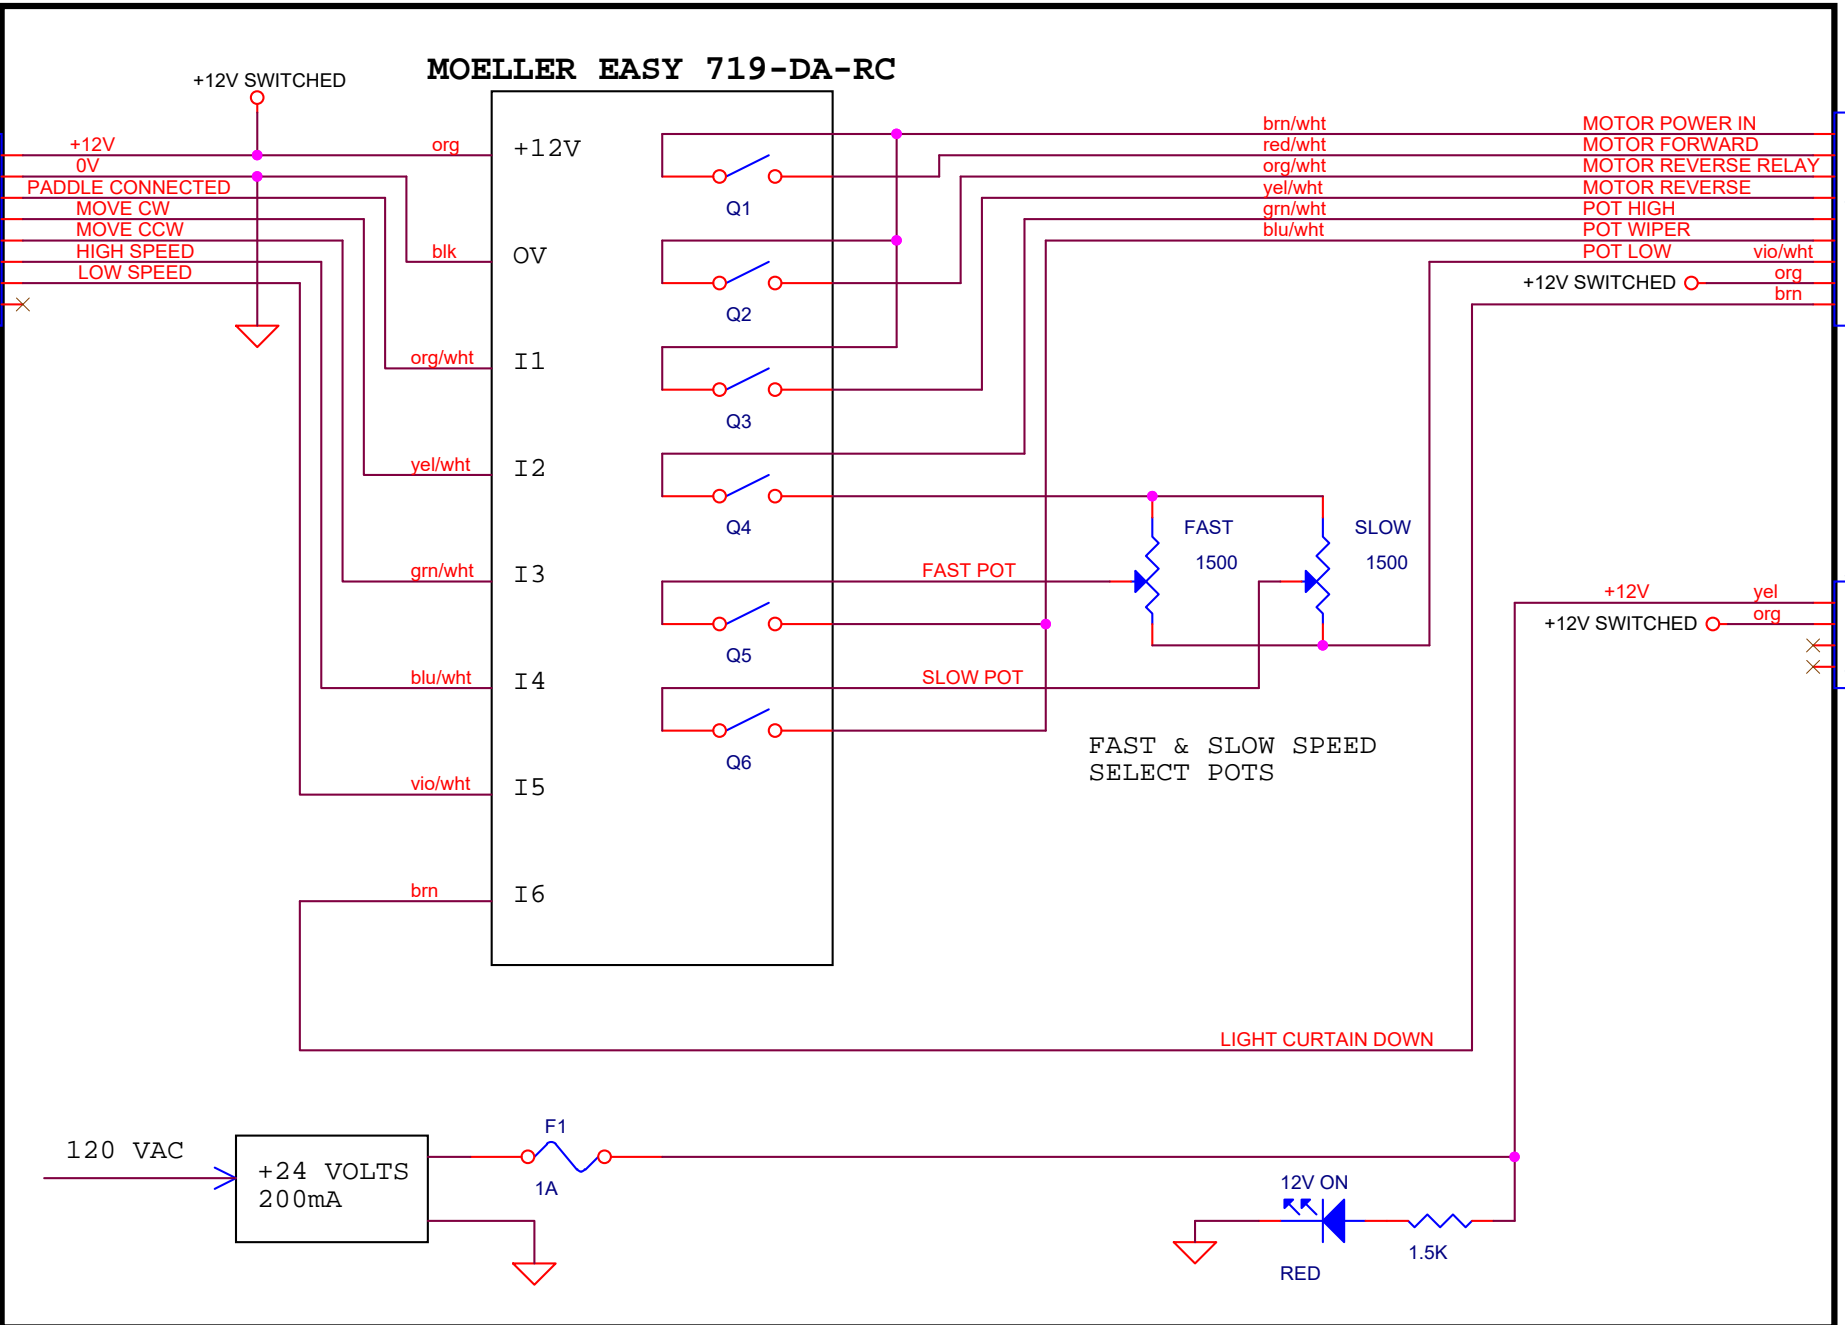 MOELLER EASY 719-DA-RC
+12V SWITCHED
+12V
0V
PADDLE CONNECTED
MOVE CW
MOVE CCW
HIGH SPEED
LOW SPEED
org
blk
org/wht
yel/wht
grn/wht
blu/wht
vio/wht
brn
+12V
0V
I1
I2
I3
I4
I5
I6
Q1
Q2
Q3
Q4
Q5
Q6
brn/wht MOTOR POWER IN
red/wht MOTOR FORWARD
org/wht MOTOR REVERSE RELAY
yel/wht MOTOR REVERSE
grn/wht POT HIGH
blu/wht POT WIPER
POT LOW vio/wht
+12V SWITCHED org
brn
FAST
1500
SLOW
1500
FAST POT
SLOW POT
FAST & SLOW SPEED
SELECT POTS
+12V yel
+12V SWITCHED org
LIGHT CURTAIN DOWN
120 VAC
+24 VOLTS
200mA
F1
1A
12V ON
RED
1.5K